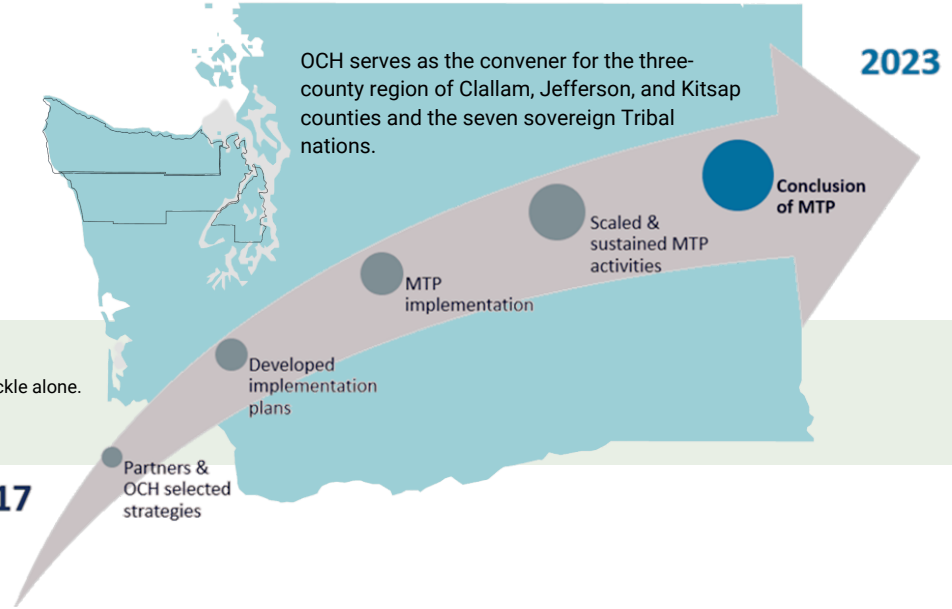 OCH serves as the convener for the three-
county region of Clallam, Jefferson, and Kitsap
counties and the seven sovereign Tribal
nations.
2023
Conclusion
of MTP
Scaled &
sustained MTP
activities
MTP
implementation
Developed
implementation
plans
ckle alone.
Partners &
OCH selected
strategies
17